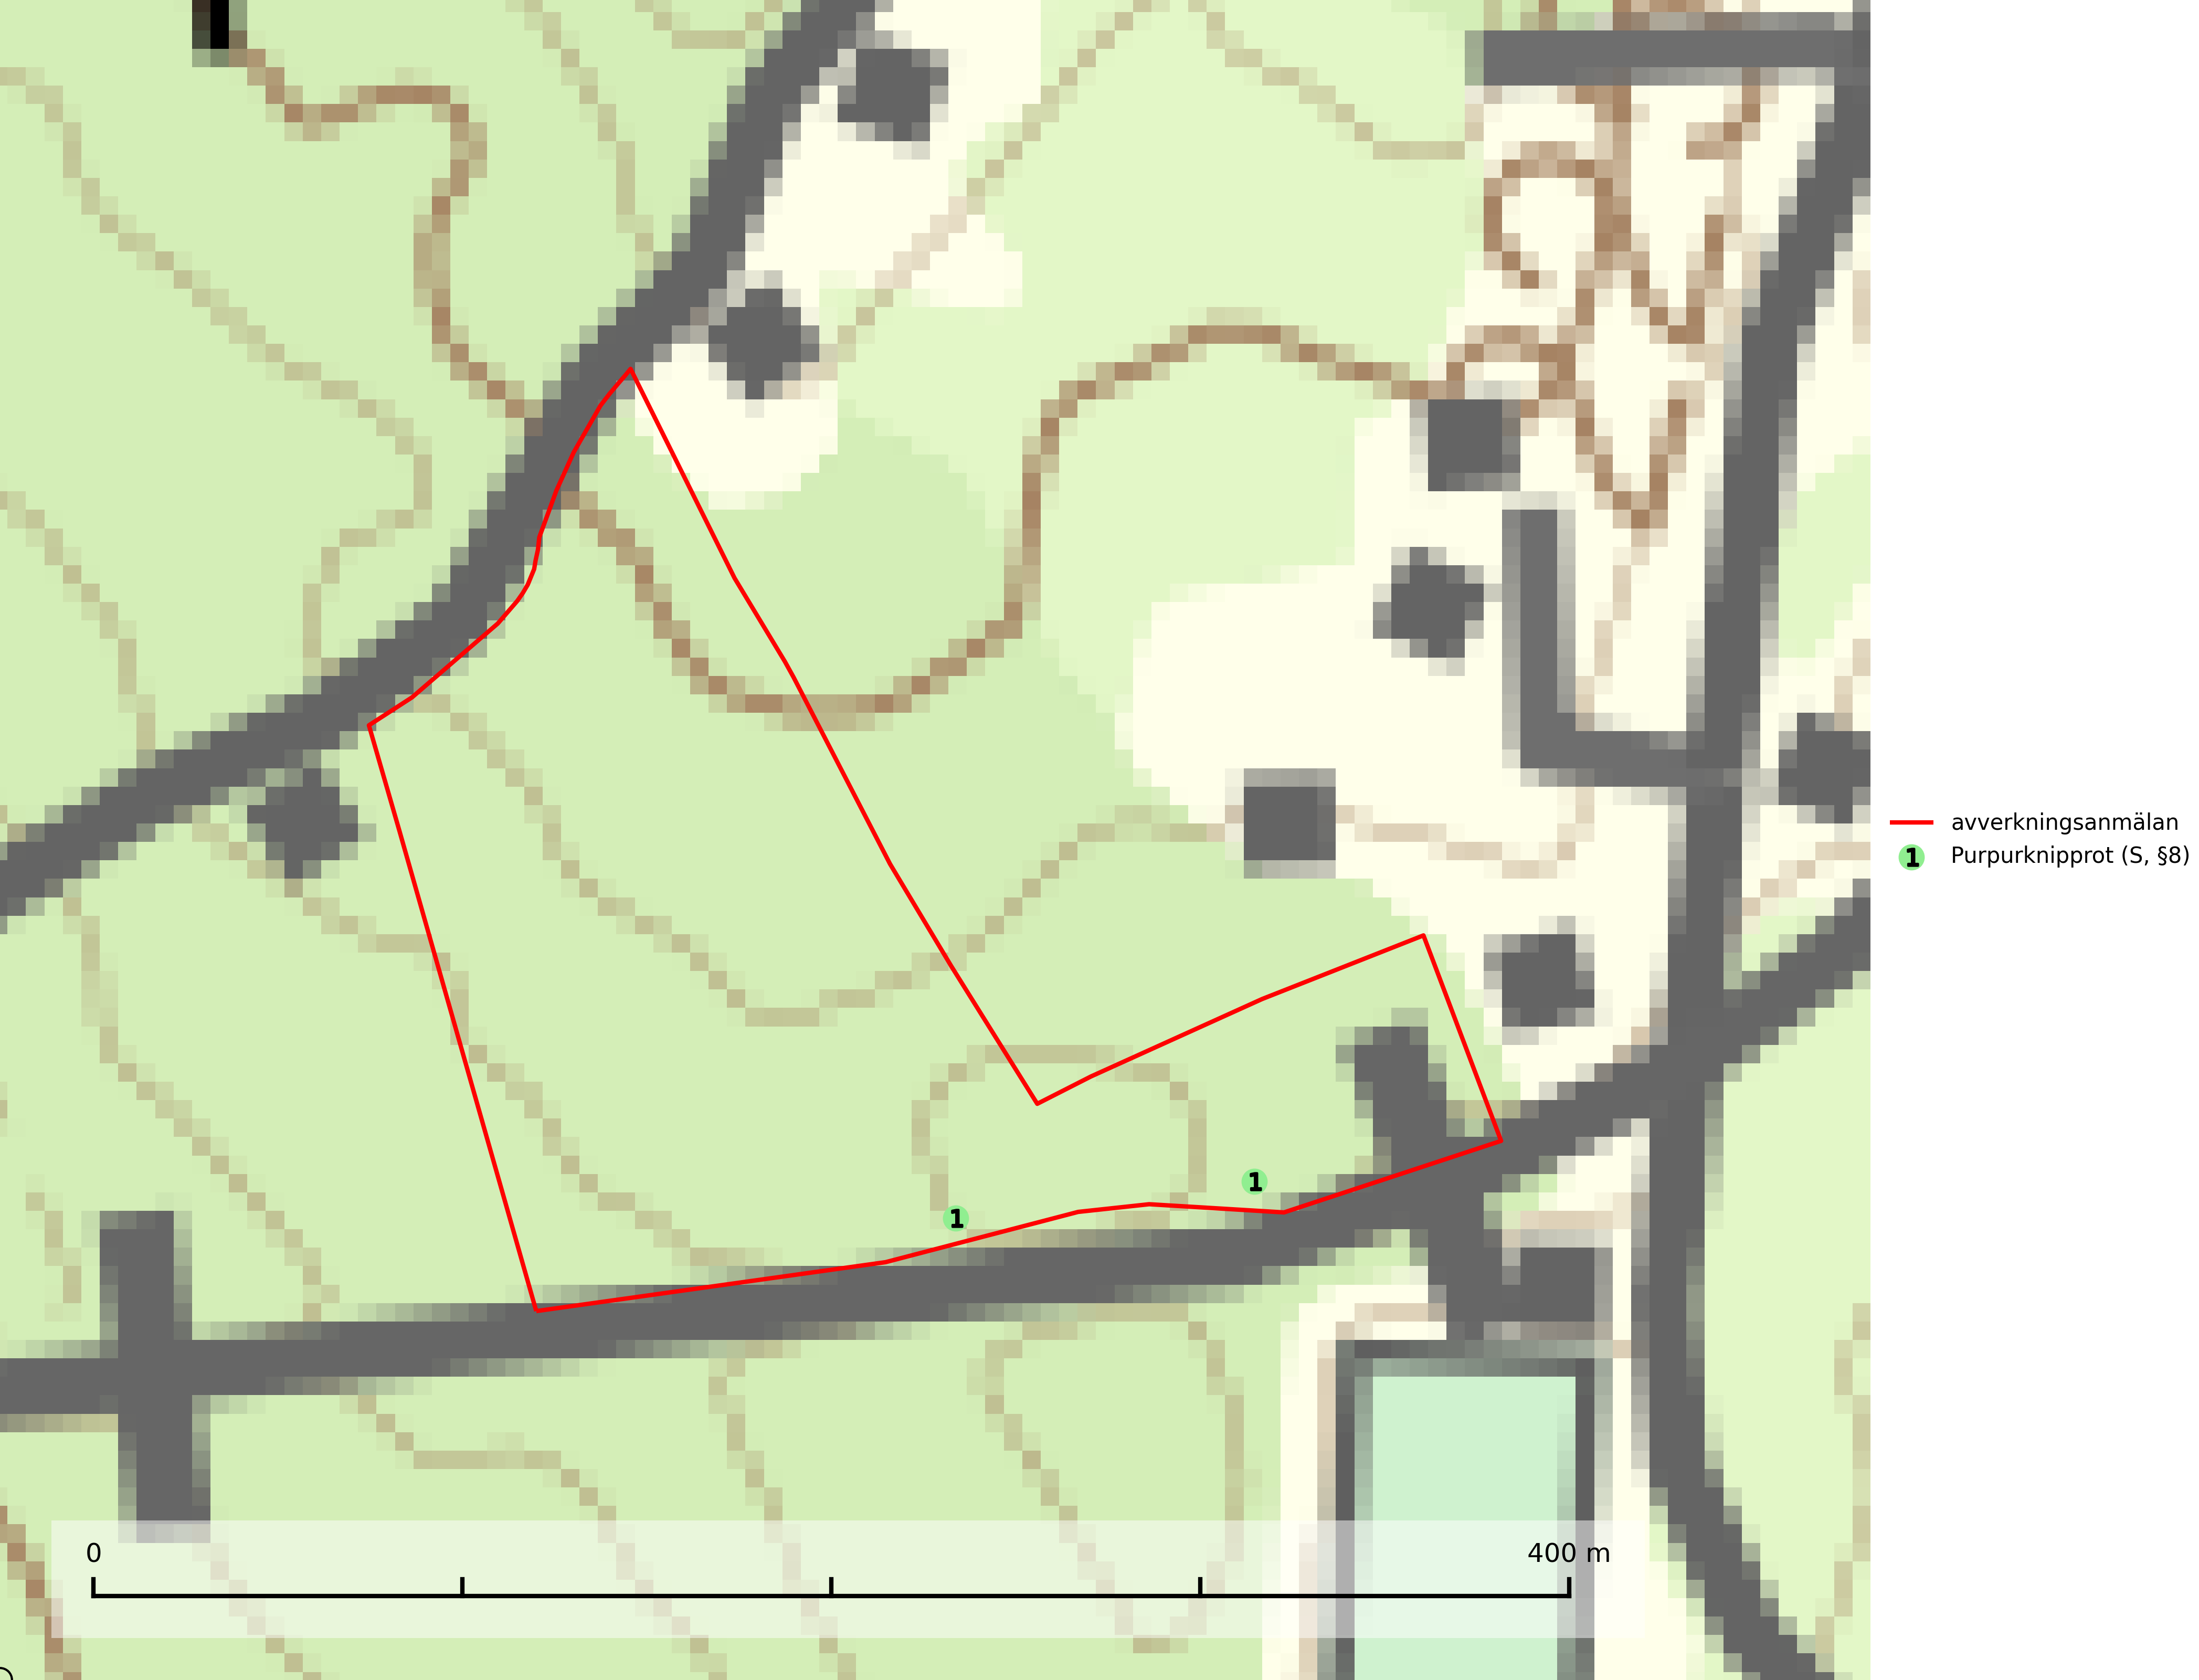 avverkningsanmälan
1 Purpurknipprot (S, §8)
1
1
0 400 m